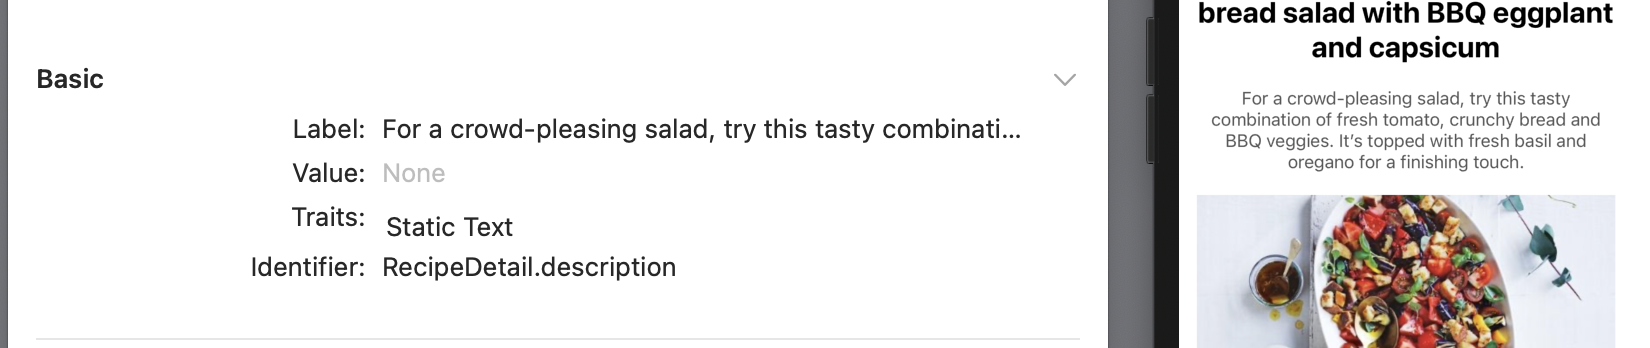 Basic
Label: For a crowd-pleasing salad, try this tasty combinati...
Value: None
Traits: Static Text
Identifier: RecipeDetail.description
bread salad with BBQ eggplant
and capsicum
For a crowd-pleasing salad, try this tasty
combination of fresh tomato, crunchy bread and
BBQ veggies. It’s topped with fresh basil and
oregano for a finishing touch.